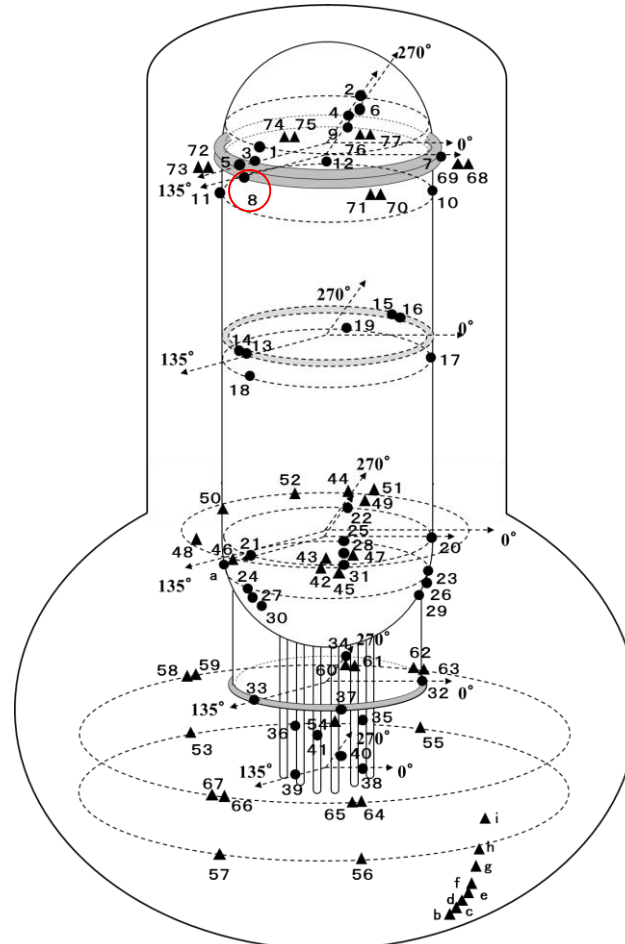 270°
2
4 6
74 75 9
3 1 76 77 0°
72
73 5 12 7
69 68
135°
11 8 71 70 10
270°
15 16
19 0°
14 13
17
135°
18
270°
52 44 51
50 49
22
25
48 46 21 28 47 20 0°
43
135° a 42 31 23
24 45
27 26
30 29
34 270°
58 59 60 61 62 63
32 0°
33
135° 37
36 54 35
53 41 270° 55
40
135° 0°
39 38
67 66 65 64
i
57 56 h
g
f
d e
b c